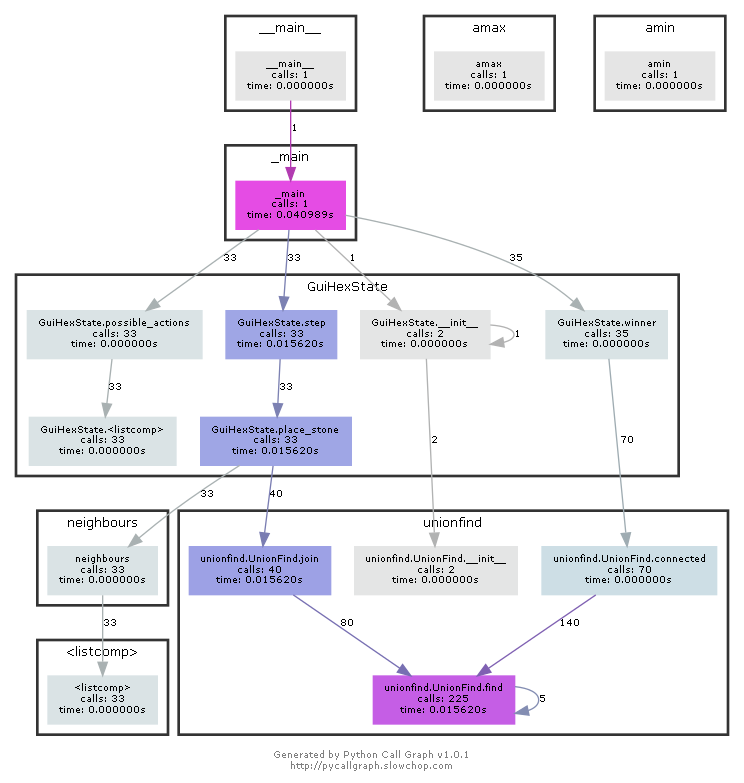 __main__
amax
amin
__main__
calls: 1
time: 0.000000s
amax
calls: 1
time: 0.000000s
amin
calls: 1
time: 0.000000s
1
_main
_main
calls: 1
time: 0.040989s
33
33
1
35
GuiHexState
GuiHexState.possible_actions
calls: 33
time: 0.000000s
GuiHexState.step
calls: 33
time: 0.015620s
GuiHexState.__init__
calls: 2
time: 0.000000s
1
GuiHexState.winner
calls: 35
time: 0.000000s
33
33
GuiHexState.<listcomp>
calls: 33
time: 0.000000s
GuiHexState.place_stone
calls: 33
time: 0.015620s
2
70
33
40
neighbours
unionfind
neighbours
calls: 33
time: 0.000000s
unionfind.UnionFind.join
calls: 40
time: 0.015620s
unionfind.UnionFind.__init__
calls: 2
time: 0.000000s
unionfind.UnionFind.connected
calls: 70
time: 0.000000s
33
80
140
<listcomp>
<listcomp>
calls: 33
time: 0.000000s
unionfind.UnionFind.find
calls: 225
time: 0.015620s
5
Generated by Python Call Graph v1.0.1
http://pycallgraph.slowchop.com